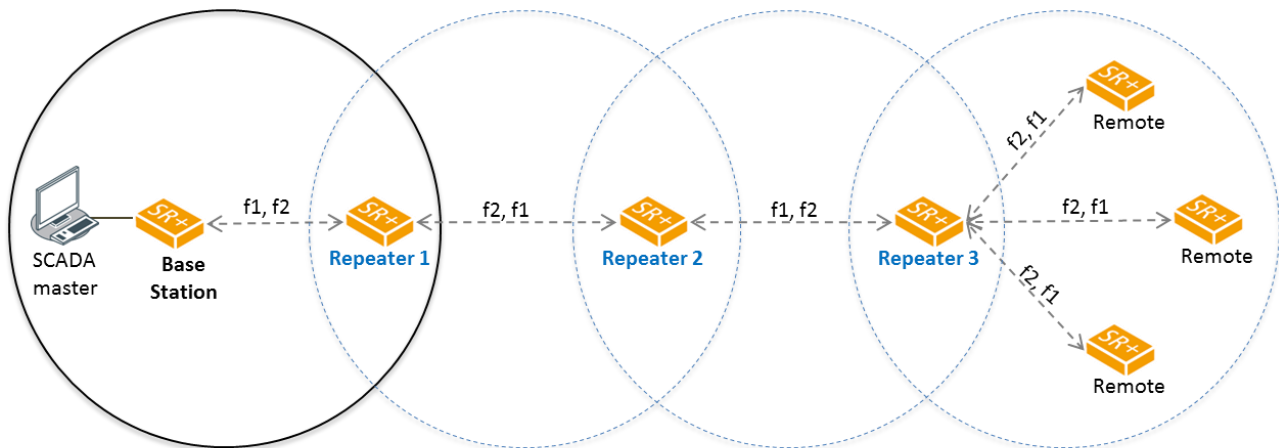 SR+
Remote
f2, f1
SCADA
master
SR+
Base
Station
f1, f2
SR+
Repeater 1
f2, f1
SR+
Repeater 2
f1, f2
SR+
Repeater 3
f2, f1
SR+
Remote
f2, f1
SR+
Remote